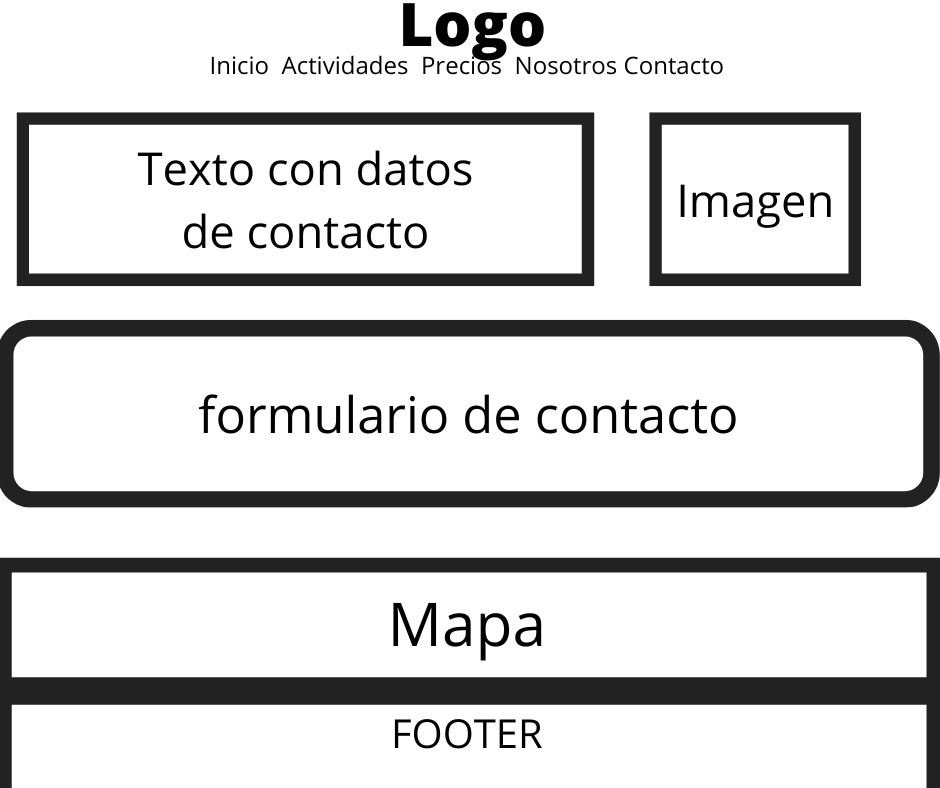 Logo
Inicio Actividades Precios Nosotros Contacto
Texto con datos
de contacto
Imagen
formulario de contacto
Mapa
FOOTER